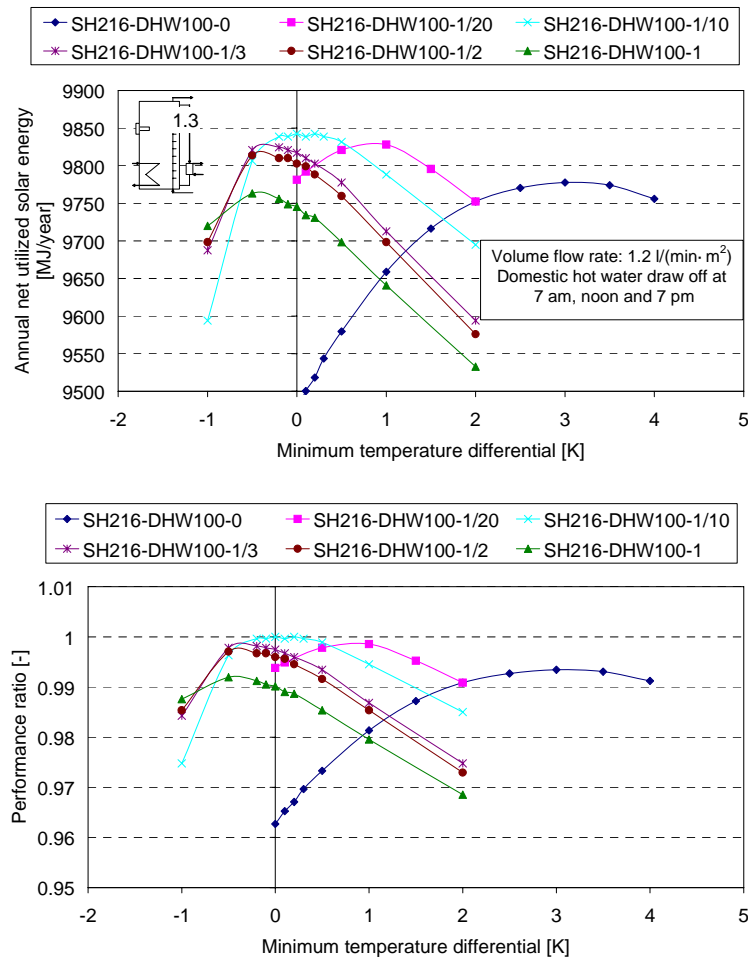 SH216-DHW100-0 SH216-DHW100-1/20 SH216-DHW100-1/10
SH216-DHW100-1/3 SH216-DHW100-1/2 SH216-DHW100-1
Annual net utilized solar energy
[MJ/year]
9900
9850
9800
9750
9700
9650
9600
9550
9500
1.3
Volume flow rate: 1.2 l/(min· m²)
Domestic hot water draw off at
7 am, noon and 7 pm
-2 -1 0 1 2 3 4 5
Minimum temperature differential [K]
SH216-DHW100-0 SH216-DHW100-1/20 SH216-DHW100-1/10
SH216-DHW100-1/3 SH216-DHW100-1/2 SH216-DHW100-1
Performance ratio [-]
1.01
1
0.99
0.98
0.97
0.96
0.95
-2 -1 0 1 2 3 4 5
Minimum temperature differential [K]